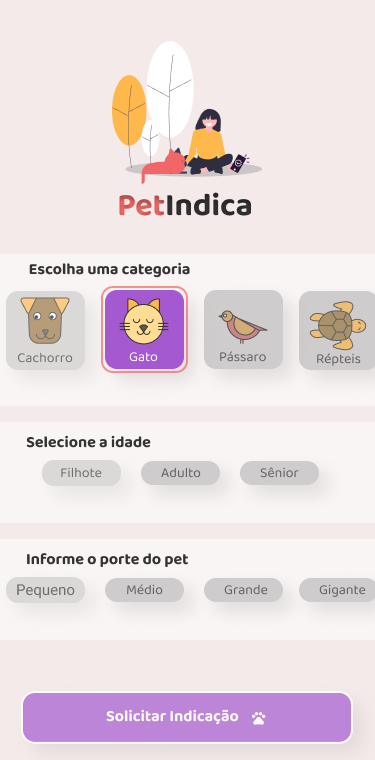 PetIndica
Escolha uma categoria
Cachorro
Gato
Pássaro
Répteis
Selecione a idade
Filhote
Adulto
Sênior
Informe o porte do pet
Pequeno
Médio
Grande
Gigante
Solicitar Indicação